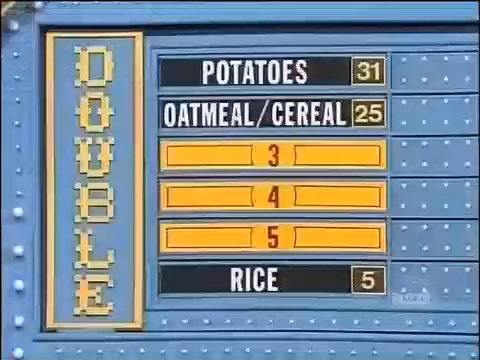 DOUBLE
POTATOES 31
OATMEAL/CEREAL 25
3
4
5
RICE 5